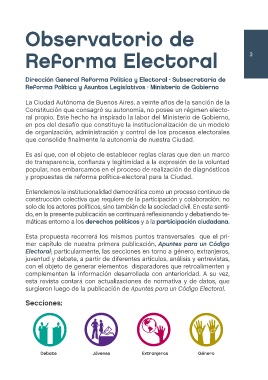 Observatorio de
Reforma Electoral
3
Dirección General Reforma Política y Electoral · Subsecretaría de
Reforma Política y Asuntos Legislativos · Ministerio de Gobierno
La Ciudad Autónoma de Buenos Aires, a veinte años de la sanción de la
Constitución que consagró su autonomía, no posee un régimen electo-
ral propio. Este hecho ha inspirado la labor del Ministerio de Gobierno,
en pos del desafío que constituye la institucionalización de un modelo
de organización, administración y control de los procesos electorales
que consolide finalmente la autonomía de nuestra Ciudad.
Es así que, con el objeto de establecer reglas claras que den un marco
de transparencia, confianza y legitimidad a la expresión de la voluntad
popular, nos embarcamos en el proceso de realización de diagnósticos
y propuestas de reforma político-electoral para la Ciudad.
Entendemos la institucionalidad democrática como un proceso continuo de
construcción colectiva que requiere de la participación y colaboración, no
solo de los actores políticos, sino también de la sociedad civil. En este senti-
do, en la presente publicación se continuará reflexionando y debatiendo te-
máticas entorno a los derechos políticos y a la participación ciudadana.
Esta propuesta recorrerá los mismos puntos transversales que el pri-
mer capítulo de nuestra primera publicación, Apuntes para un Código
Electoral, particularmente, las secciones en torno a género, extranjeros,
juventud y debate, a partir de diferentes artículos, análisis y entrevistas,
con el objeto de generar elementos disparadores que retroalimenten y
complementen la información desarrollada con anterioridad. A su vez,
esta revista contará con actualizaciones de normativa y de datos, que
surgieron luego de la publicación de Apuntes para un Código Electoral.
Secciones:
Debate
Jóvenes
Extranjeros
Género